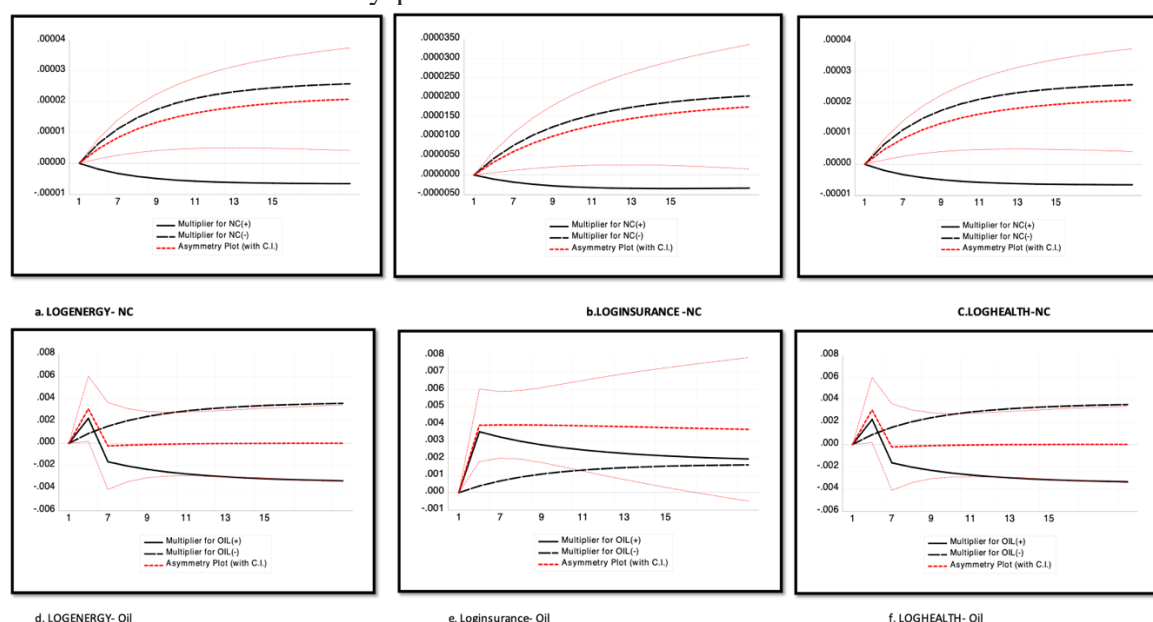 .00004
.00003
.00002
.00001
.00000
-.00001
1 7 9 11 13 15
Multiplier for NC(+)
Multiplier for NC(-)
Asymmetry Plot (with C.I.)
.0000350
.0000300
.0000250
.0000200
.0000150
.0000100
.0000050
.0000000
-.0000050
1 7 9 11 13 15
Multiplier for NC(+)
Multiplier for NC(-)
Asymmetry Plot (with C.I.)
.00004
.00003
.00002
.00001
.00000
-.00001
1 7 9 11 13 15
Multiplier for NC(+)
Multiplier for NC(-)
Asymmetry Plot (with C.I.)
a. LOGENERGY- NC
b.LOGINSURANCE -NC
C.LOGHEALTH-NC
.008
.006
.004
.002
.000
-.002
-.004
-.006
1 7 9 11 13 15
Multiplier for OIL(+)
Multiplier for OIL(-)
Asymmetry Plot (with C.I.)
.008
.007
.006
.005
.004
.003
.002
.001
.000
-.001
1 7 9 11 13 15
Multiplier for OIL(+)
Multiplier for OIL(-)
Asymmetry Plot (with C.I.)
.008
.006
.004
.002
.000
-.002
-.004
-.006
1 7 9 11 13 15
Multiplier for OIL(+)
Multiplier for OIL(-)
Asymmetry Plot (with C.I.)
d. LOGENERGY- Oil
e. Loginsurance- Oil
f. LOGHEALTH- Oil